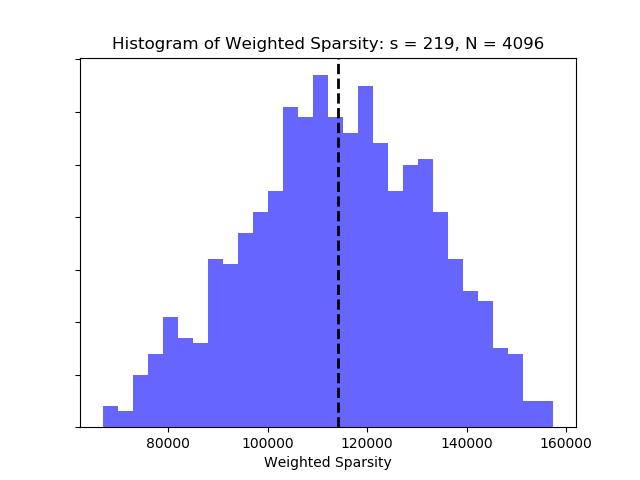 Histogram of Weighted Sparsity: s = 219, N = 4096
80000 100000 120000 140000 160000
Weighted Sparsity